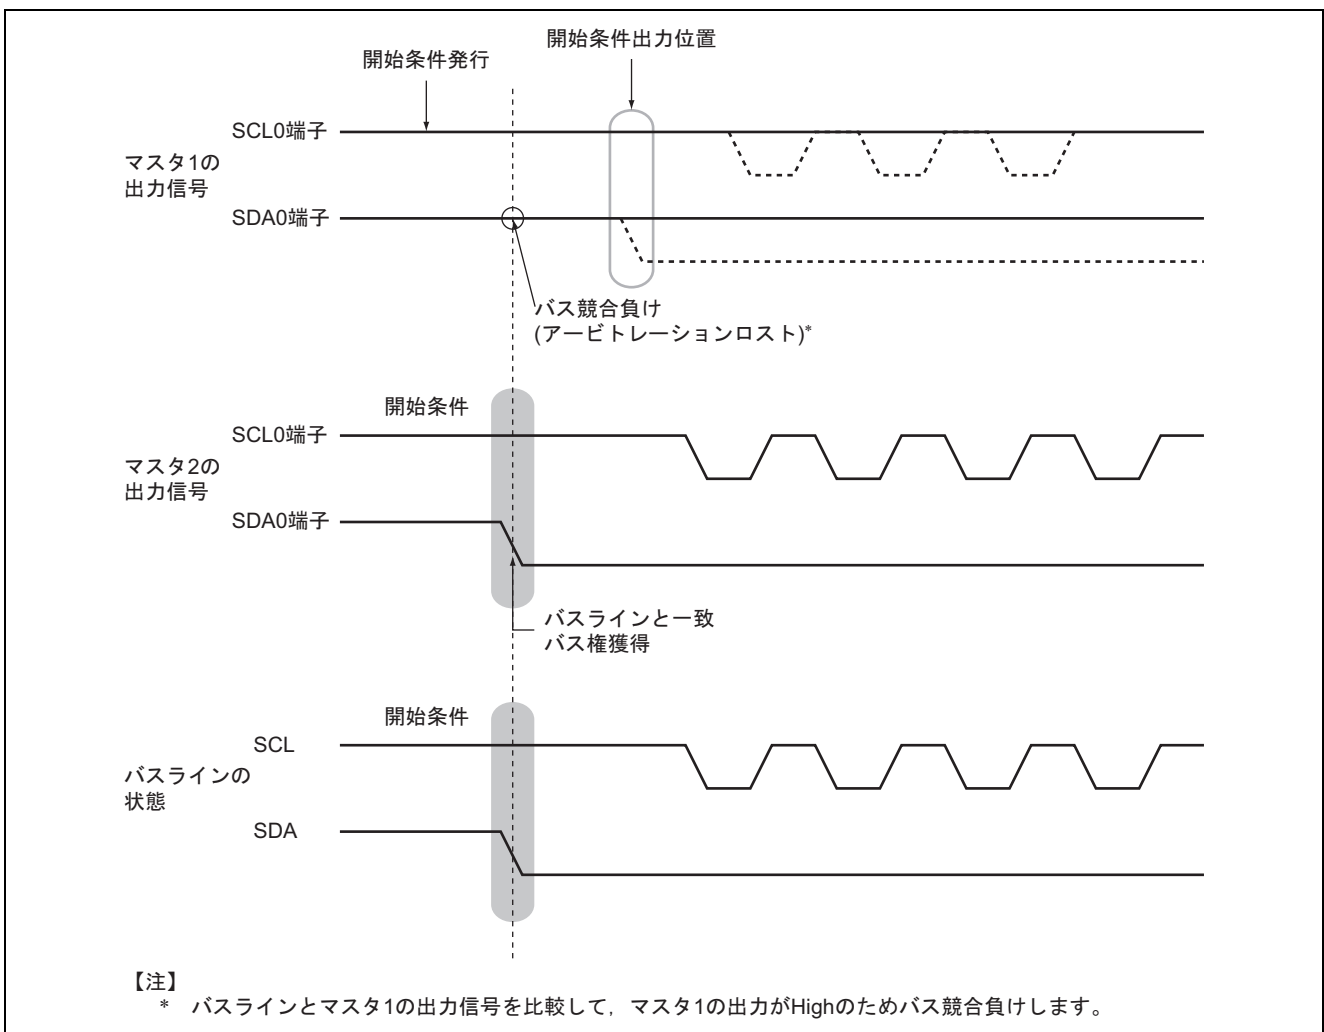 開始条件出力位置
開始条件発行
SCL0端子
マスタ1の
出力信号
SDA0端子
バス競合負け
(アービトレーションロスト)*
開始条件
SCL0端子
マスタ2の
出力信号
SDA0端子
バスラインと一致
バス権獲得
開始条件
SCL
バスラインの
状態
SDA
【注】
* バスラインとマスタ1の出力信号を比較して，マスタ1の出力がHighのためバス競合負けします。